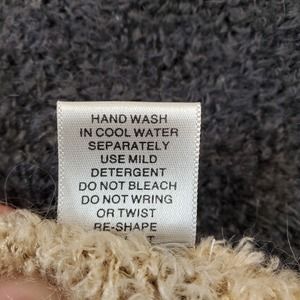 HAND WASH
IN COOL WATER
SEPARATELY
USE MILD
DETERGENT
DO NOT BLEACH
DO NOT WRING
OR TWIST
RE-SHAPE